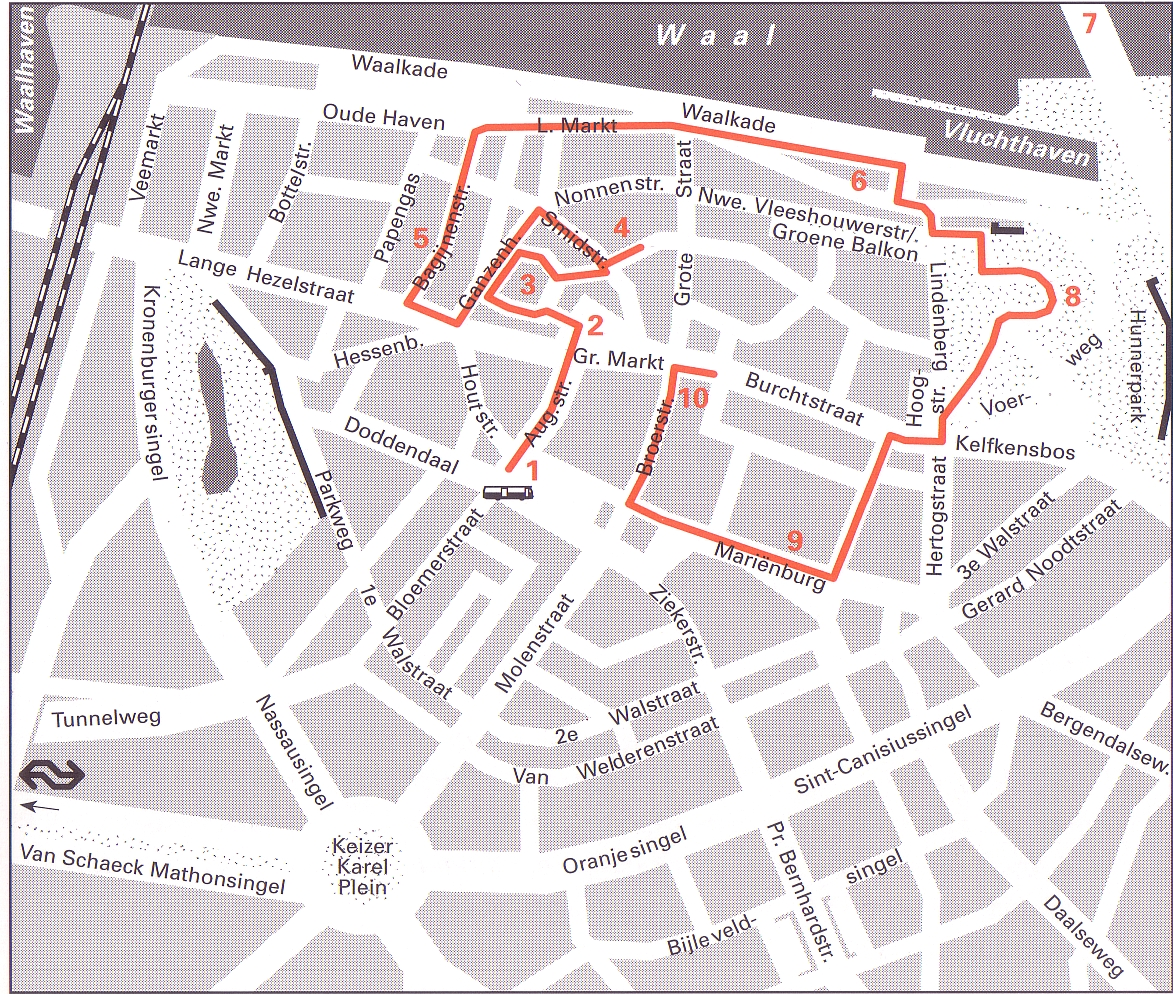 7
Waal
Waalhaven
Waalkade
Oude Haven
L. Markt
Waalkade
Vluchthaven
Veemarkt
Nwe. Markt
Bottelstr.
Papengas
5
Bagijnenstr.
Ganzenh.
Nonnenstr.
Smidstr.
4
Straat
Grote
6
Nwe. Vleeshouwerstr/.
Groene Balkon
Lindenberg
8
Lange Hezelstraat
3
2
Hessenb.
Gr. Markt
10
Burchtstraat
Hoog-
str.
Voer-
weg
Hunnerpark
Kronenburgersingel
Houtstr.
Aug.str.
Broerstr.
Kelfkensbos
Doddendaal
1
Parkweg
Hertogstraat
9
Mariënburg
3e Walstraat
Gerard Noodtstraat
Bloemerstraat
1e
Walstraat
Molenstraat
Ziekerstr.
2e
Walstraat
Van
Welderenstraat
Tunnelweg
Nassausingel
Sint-Canisiussingel
Bergendalsew.
Keizer
Karel
Plein
Van Schaeck Mathonsingel
Oranjesingel
Pr. Bernhardstr.
Bijleveld-
singel
Daalseweg